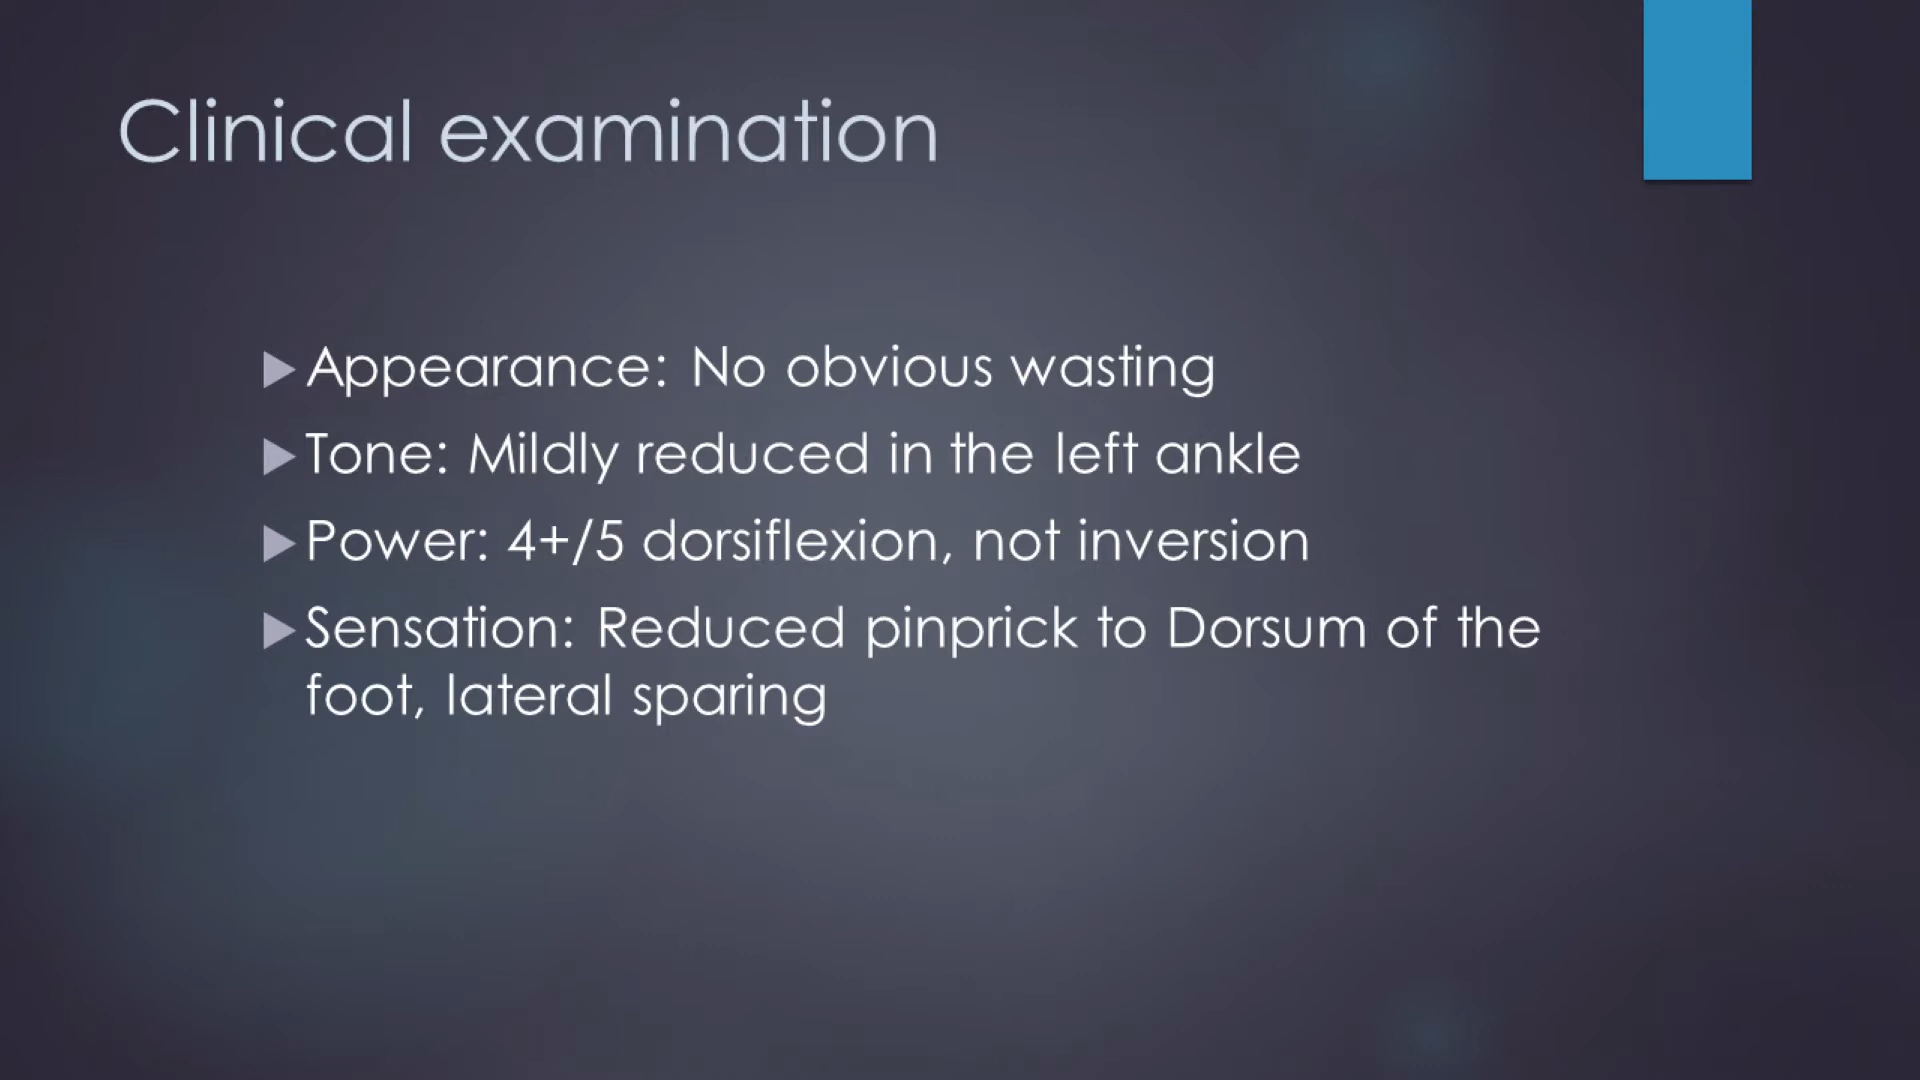 Clinical examination
Appearance: No obvious wasting
Tone: Mildly reduced in the left ankle
Power: 4+/5 dorsiflexion, not inversion
Sensation: Reduced pinprick to Dorsum of the
foot, lateral sparing